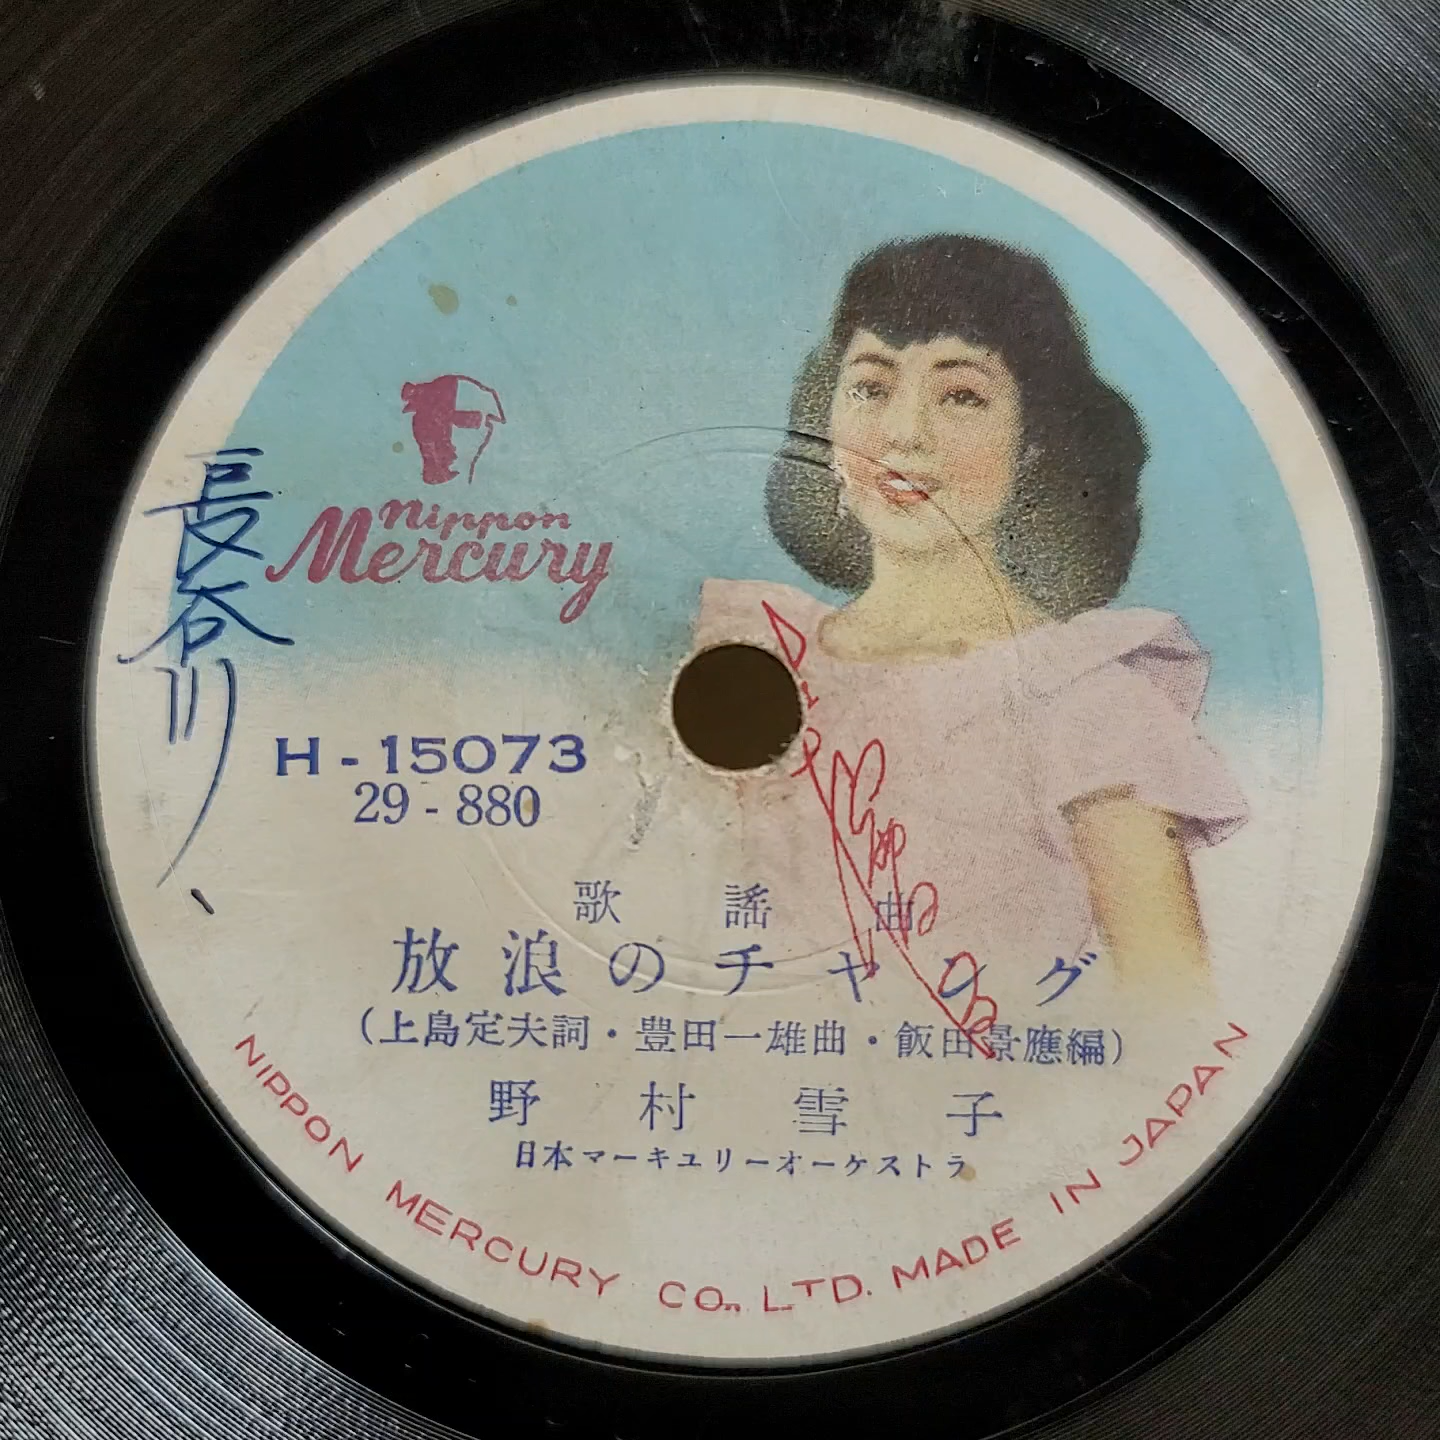 nippon
Mercury
長谷川
H-15073
29-880
歌謡曲
放浪のチャング
(上島定夫詞・豊田一雄曲・飯田景應編)
野村雪子
日本マーキュリーオーケストラ
NIPPON MERCURY CO., LTD. MADE IN JAPAN